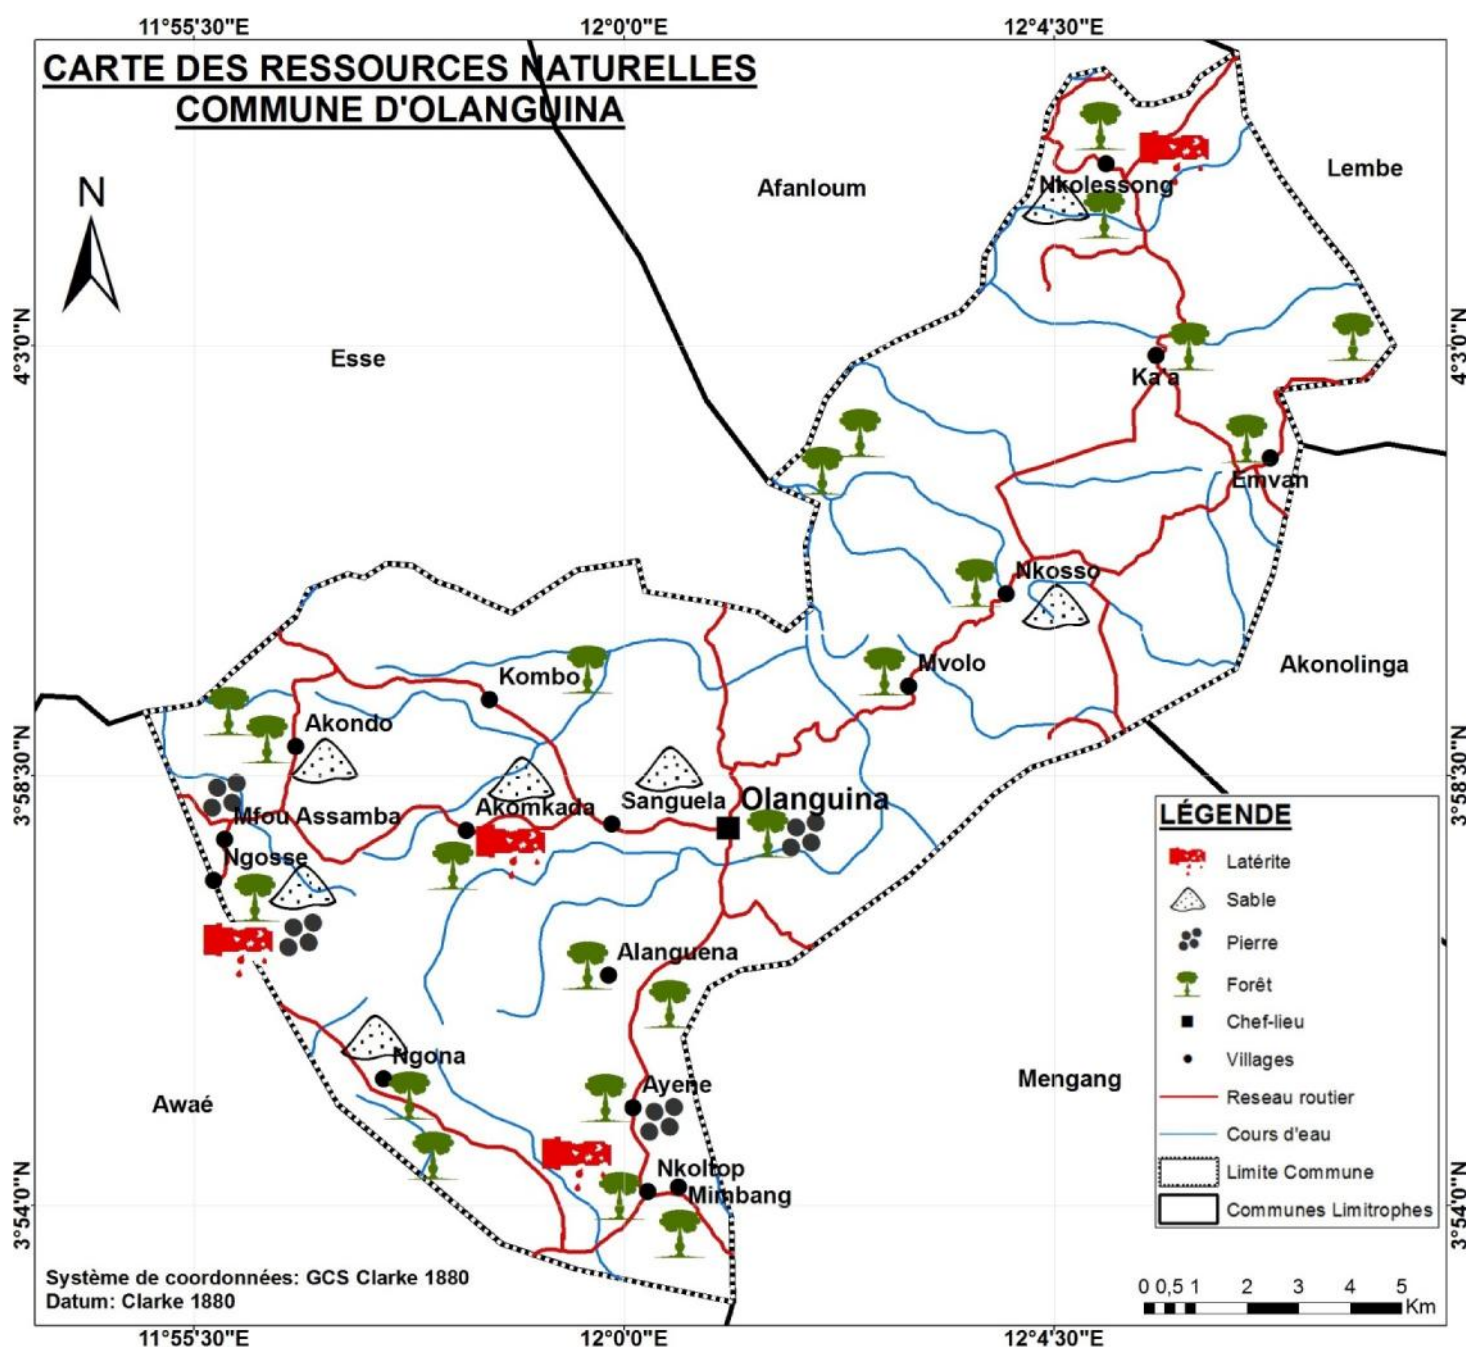 11°55'30"E
12°0'0"E
12°4'30"E
CARTE DES RESSOURCES NATURELLES
COMMUNE D'OLANGUINA
N
Afanloum
Lembe
Nkolessong
4°3'0"N
4°3'0"N
Esse
Ka'a
Emvan
Nkosso
Akonolinga
Mvolo
Kombo
Akondo
3°58'30"N
3°58'30"N
Mfou Assamba
Akomkada
Sanguela
Olanguina
Ngosse
Alanguena
Ngona
Ayene
Awaé
Mengang
Nkoltop
Mimbang
3°54'0"N
3°54'0"N
LÉGENDE
Latérite
Sable
Pierre
Forêt
Chef-lieu
Villages
Reseau routier
Cours d'eau
Limite Commune
Communes Limitrophes
Système de coordonnées: GCS Clarke 1880
Datum: Clarke 1880
0 0,5 1 2 3 4 5
Km
11°55'30"E
12°0'0"E
12°4'30"E